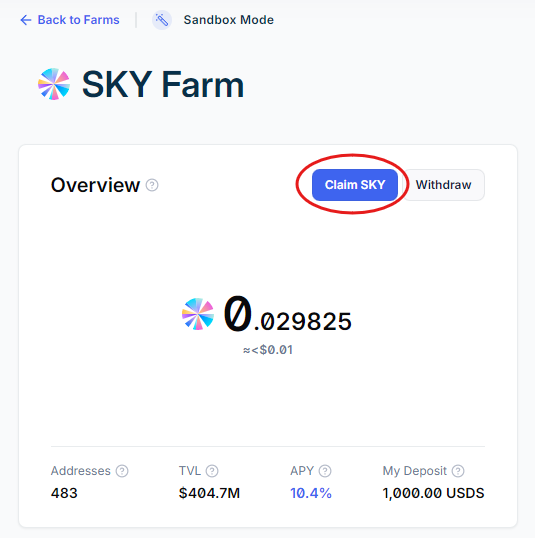 Back to Farms
Sandbox Mode
SKY Farm
Overview
Claim SKY
Withdraw
0.029825
≈<$0.01
Addresses TVL APY My Deposit
483 $404.7M 10.4% 1,000.00 USDS